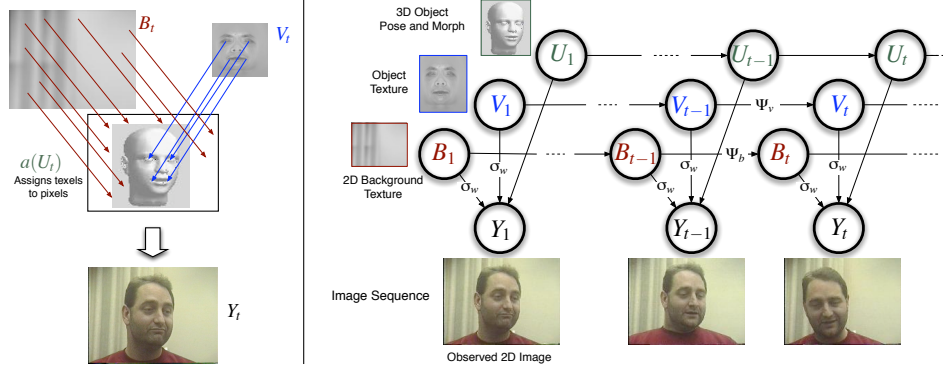 B_t
V_t
a(U_t)
Assigns texels
to pixels
Y_t
3D Object
Pose and Morph
U_1
U_{t-1}
U_t
Object
Texture
V_1
V_{t-1}
Ψ_v
V_t
B_1
B_{t-1}
Ψ_b
B_t
2D Background
Texture
σ_w
σ_w
σ_w
σ_w
σ_w
σ_w
Y_1
Y_{t-1}
Y_t
Image Sequence
Observed 2D Image